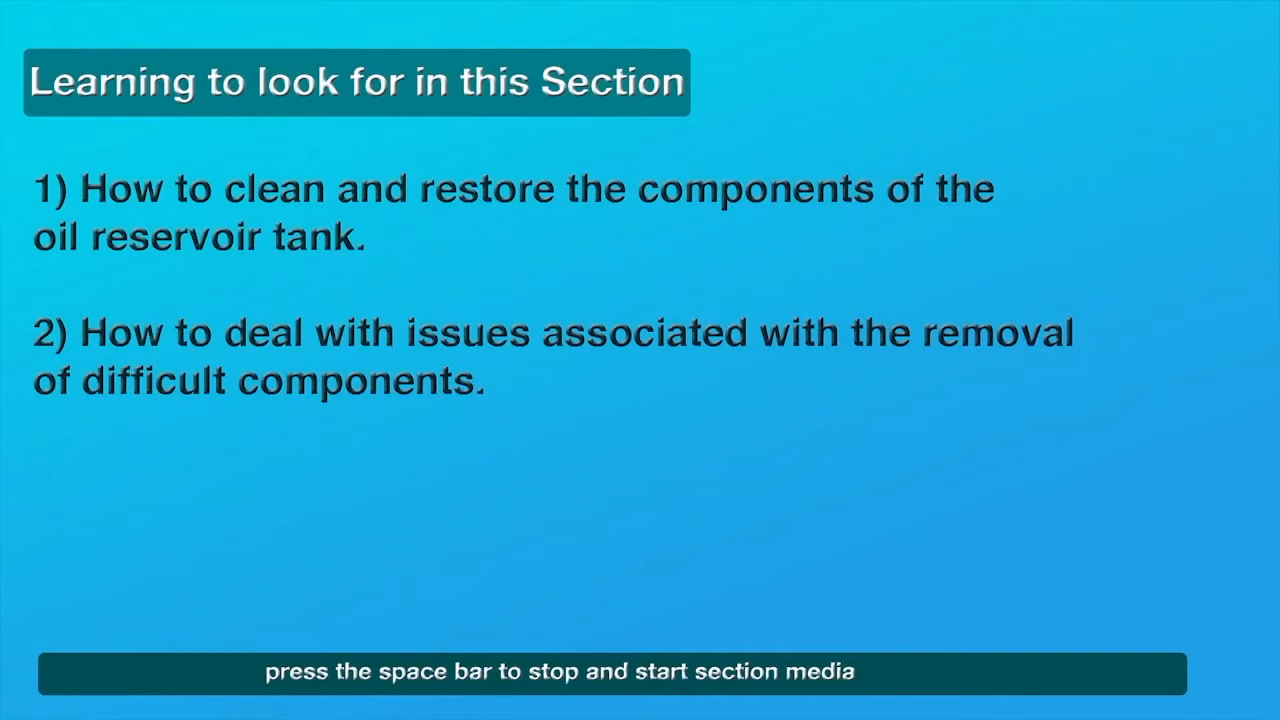 Learning to look for in this Section
1) How to clean and restore the components of the
oil reservoir tank.
2) How to deal with issues associated with the removal
of difficult components.
press the space bar to stop and start section media